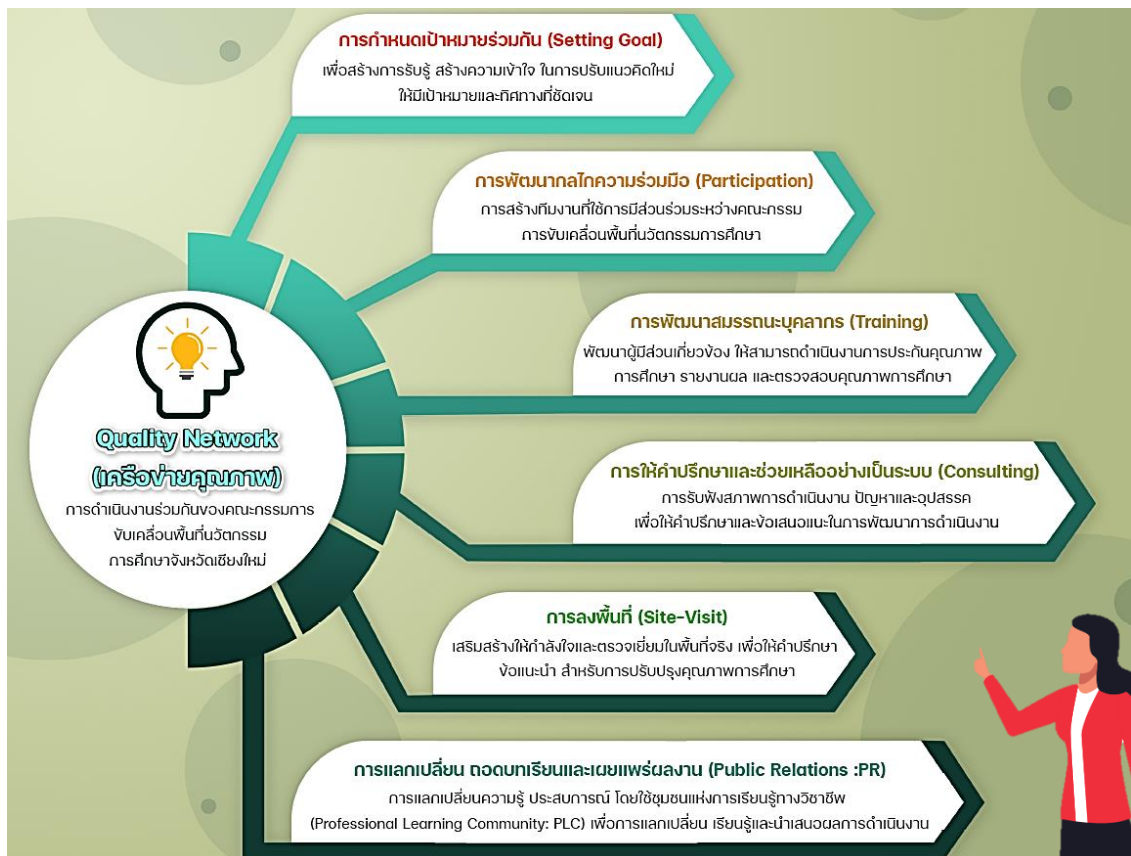 การกำหนดเป้าหมายร่วมกัน (Setting Goal)
เพื่อสร้างการรับรู้ สร้างความเข้าใจ ในการปรับแนวคิดใหม่
ให้มีเป้าหมายและทิศทางที่ชัดเจน
การพัฒนากลไกความร่วมมือ (Participation)
การสร้างทีมงานที่ใช้การมีส่วนร่วมระหว่างคณะกรรม
การขับเคลื่อนพื้นที่นวัตกรรมการศึกษา
การพัฒนาสมรรถนะบุคลากร (Training)
พัฒนาผู้มีส่วนเกี่ยวข้อง ให้สามารถดำเนินงานการประกันคุณภาพ
การศึกษา รายงานผล และตรวจสอบคุณภาพการศึกษา
Quality Network
(เครือข่ายคุณภาพ)
การดำเนินงานร่วมกันของคณะกรรมการ
ขับเคลื่อนพื้นที่นวัตกรรม
การศึกษาจังหวัดเชียงใหม่
การให้คำปรึกษาและช่วยเหลืออย่างเป็นระบบ (Consulting)
การรับฟังสภาพการดำเนินงาน ปัญหาและอุปสรรค
เพื่อให้คำปรึกษาและข้อเสนอแนะในการพัฒนาการดำเนินงาน
การลงพื้นที่ (Site-Visit)
เสริมสร้างให้กำลังใจและตรวจเยี่ยมในพื้นที่จริง เพื่อให้คำปรึกษา
ข้อแนะนำ สำหรับการปรับปรุงคุณภาพการศึกษา
การแลกเปลี่ยน ถอดบทเรียนและเผยแพร่ผลงาน (Public Relations :PR)
การแลกเปลี่ยนความรู้ ประสบการณ์ โดยใช้ชุมชนแห่งการเรียนรู้ทางวิชาชีพ
(Professional Learning Community: PLC) เพื่อการแลกเปลี่ยน เรียนรู้และนำเสนอผลการดำเนินงาน